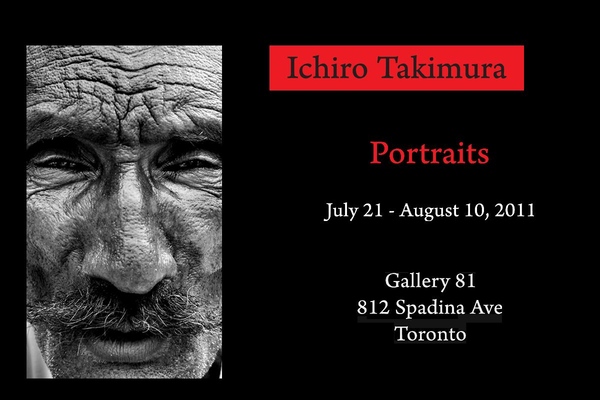 Ichiro Takimura
Portraits
July 21 - August 10, 2011
Gallery 81
812 Spadina Ave
Toronto